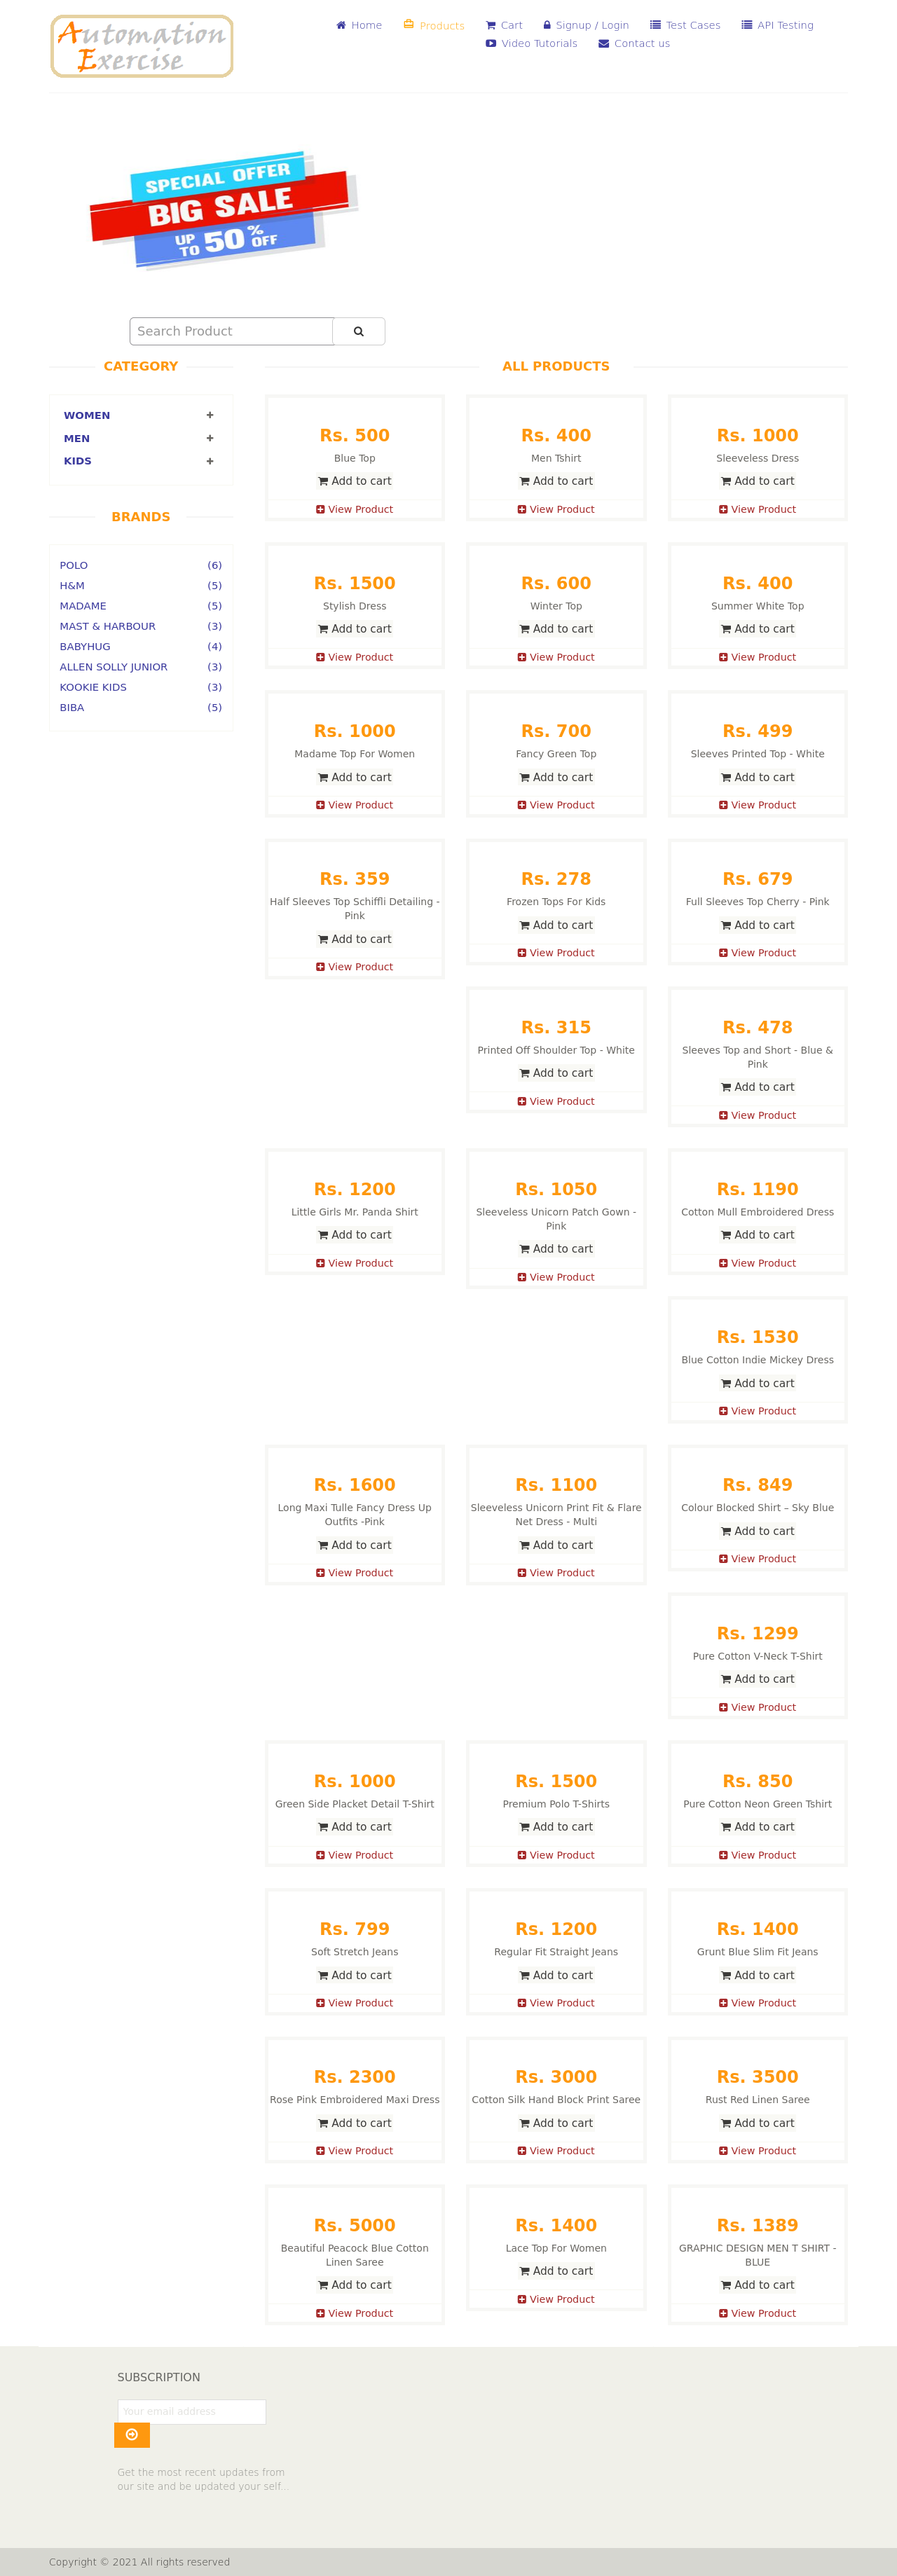 Automation
Exercise
Home
Products
Cart
Signup / Login
Test Cases
API Testing
Video Tutorials
Contact us
SPECIAL OFFER
BIG SALE
UP TO 50% OFF
Search Product
CATEGORY
WOMEN
MEN
KIDS
BRANDS
POLO (6)
H&M (5)
MADAME (5)
MAST & HARBOUR (3)
BABYHUG (4)
ALLEN SOLLY JUNIOR (3)
KOOKIE KIDS (3)
BIBA (5)
ALL PRODUCTS
Rs. 500
Blue Top
Add to cart
View Product
Rs. 400
Men Tshirt
Add to cart
View Product
Rs. 1000
Sleeveless Dress
Add to cart
View Product
Rs. 1500
Stylish Dress
Add to cart
View Product
Rs. 600
Winter Top
Add to cart
View Product
Rs. 400
Summer White Top
Add to cart
View Product
Rs. 1000
Madame Top For Women
Add to cart
View Product
Rs. 700
Fancy Green Top
Add to cart
View Product
Rs. 499
Sleeves Printed Top - White
Add to cart
View Product
Rs. 359
Half Sleeves Top Schiffli Detailing -
Pink
Add to cart
View Product
Rs. 278
Frozen Tops For Kids
Add to cart
View Product
Rs. 679
Full Sleeves Top Cherry - Pink
Add to cart
View Product
Rs. 315
Printed Off Shoulder Top - White
Add to cart
View Product
Rs. 478
Sleeves Top and Short - Blue &
Pink
Add to cart
View Product
Rs. 1200
Little Girls Mr. Panda Shirt
Add to cart
View Product
Rs. 1050
Sleeveless Unicorn Patch Gown -
Pink
Add to cart
View Product
Rs. 1190
Cotton Mull Embroidered Dress
Add to cart
View Product
Rs. 1530
Blue Cotton Indie Mickey Dress
Add to cart
View Product
Rs. 1600
Long Maxi Tulle Fancy Dress Up
Outfits -Pink
Add to cart
View Product
Rs. 1100
Sleeveless Unicorn Print Fit & Flare
Net Dress - Multi
Add to cart
View Product
Rs. 849
Colour Blocked Shirt – Sky Blue
Add to cart
View Product
Rs. 1299
Pure Cotton V-Neck T-Shirt
Add to cart
View Product
Rs. 1000
Green Side Placket Detail T-Shirt
Add to cart
View Product
Rs. 1500
Premium Polo T-Shirts
Add to cart
View Product
Rs. 850
Pure Cotton Neon Green Tshirt
Add to cart
View Product
Rs. 799
Soft Stretch Jeans
Add to cart
View Product
Rs. 1200
Regular Fit Straight Jeans
Add to cart
View Product
Rs. 1400
Grunt Blue Slim Fit Jeans
Add to cart
View Product
Rs. 2300
Rose Pink Embroidered Maxi Dress
Add to cart
View Product
Rs. 3000
Cotton Silk Hand Block Print Saree
Add to cart
View Product
Rs. 3500
Rust Red Linen Saree
Add to cart
View Product
Rs. 5000
Beautiful Peacock Blue Cotton
Linen Saree
Add to cart
View Product
Rs. 1400
Lace Top For Women
Add to cart
View Product
Rs. 1389
GRAPHIC DESIGN MEN T SHIRT -
BLUE
Add to cart
View Product
SUBSCRIPTION
Your email address
Get the most recent updates from
our site and be updated your self...
Copyright © 2021 All rights reserved